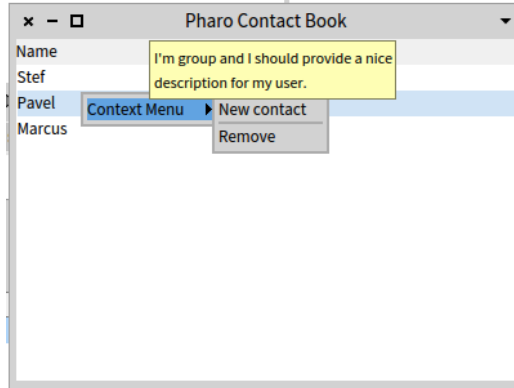 Pharo Contact Book
Name
I'm group and I should provide a nice
description for my user.
Stef
Pavel
Context Menu
New contact
Marcus
Remove